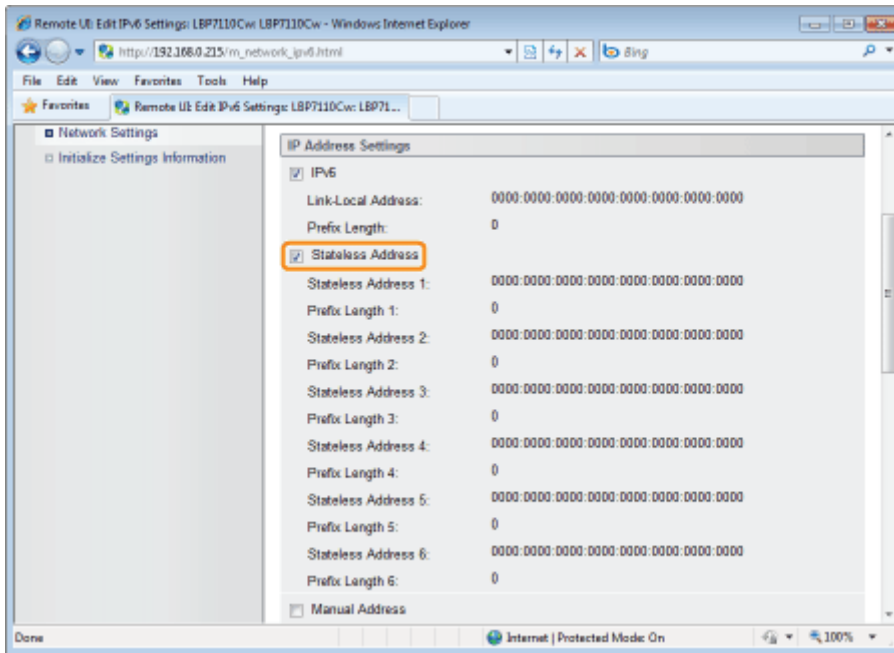 Remote UI: Edit IPv6 Settings: LBP7110Cw: LBP7110Cw - Windows Internet Explorer
http://192.168.0.215/m_network_ipv6.html
Bing
File Edit View Favorites Tools Help
Favorites
Remote UI: Edit IPv6 Settings: LBP7110Cw: LBP71...
Network Settings
Initialize Settings Information
IP Address Settings
IPv6
Link-Local Address: 0000:0000:0000:0000:0000:0000:0000:0000
Prefix Length: 0
Stateless Address
Stateless Address 1: 0000:0000:0000:0000:0000:0000:0000:0000
Prefix Length 1: 0
Stateless Address 2: 0000:0000:0000:0000:0000:0000:0000:0000
Prefix Length 2: 0
Stateless Address 3: 0000:0000:0000:0000:0000:0000:0000:0000
Prefix Length 3: 0
Stateless Address 4: 0000:0000:0000:0000:0000:0000:0000:0000
Prefix Length 4: 0
Stateless Address 5: 0000:0000:0000:0000:0000:0000:0000:0000
Prefix Length 5: 0
Stateless Address 6: 0000:0000:0000:0000:0000:0000:0000:0000
Prefix Length 6: 0
Manual Address
Done
Internet | Protected Mode: On
100%